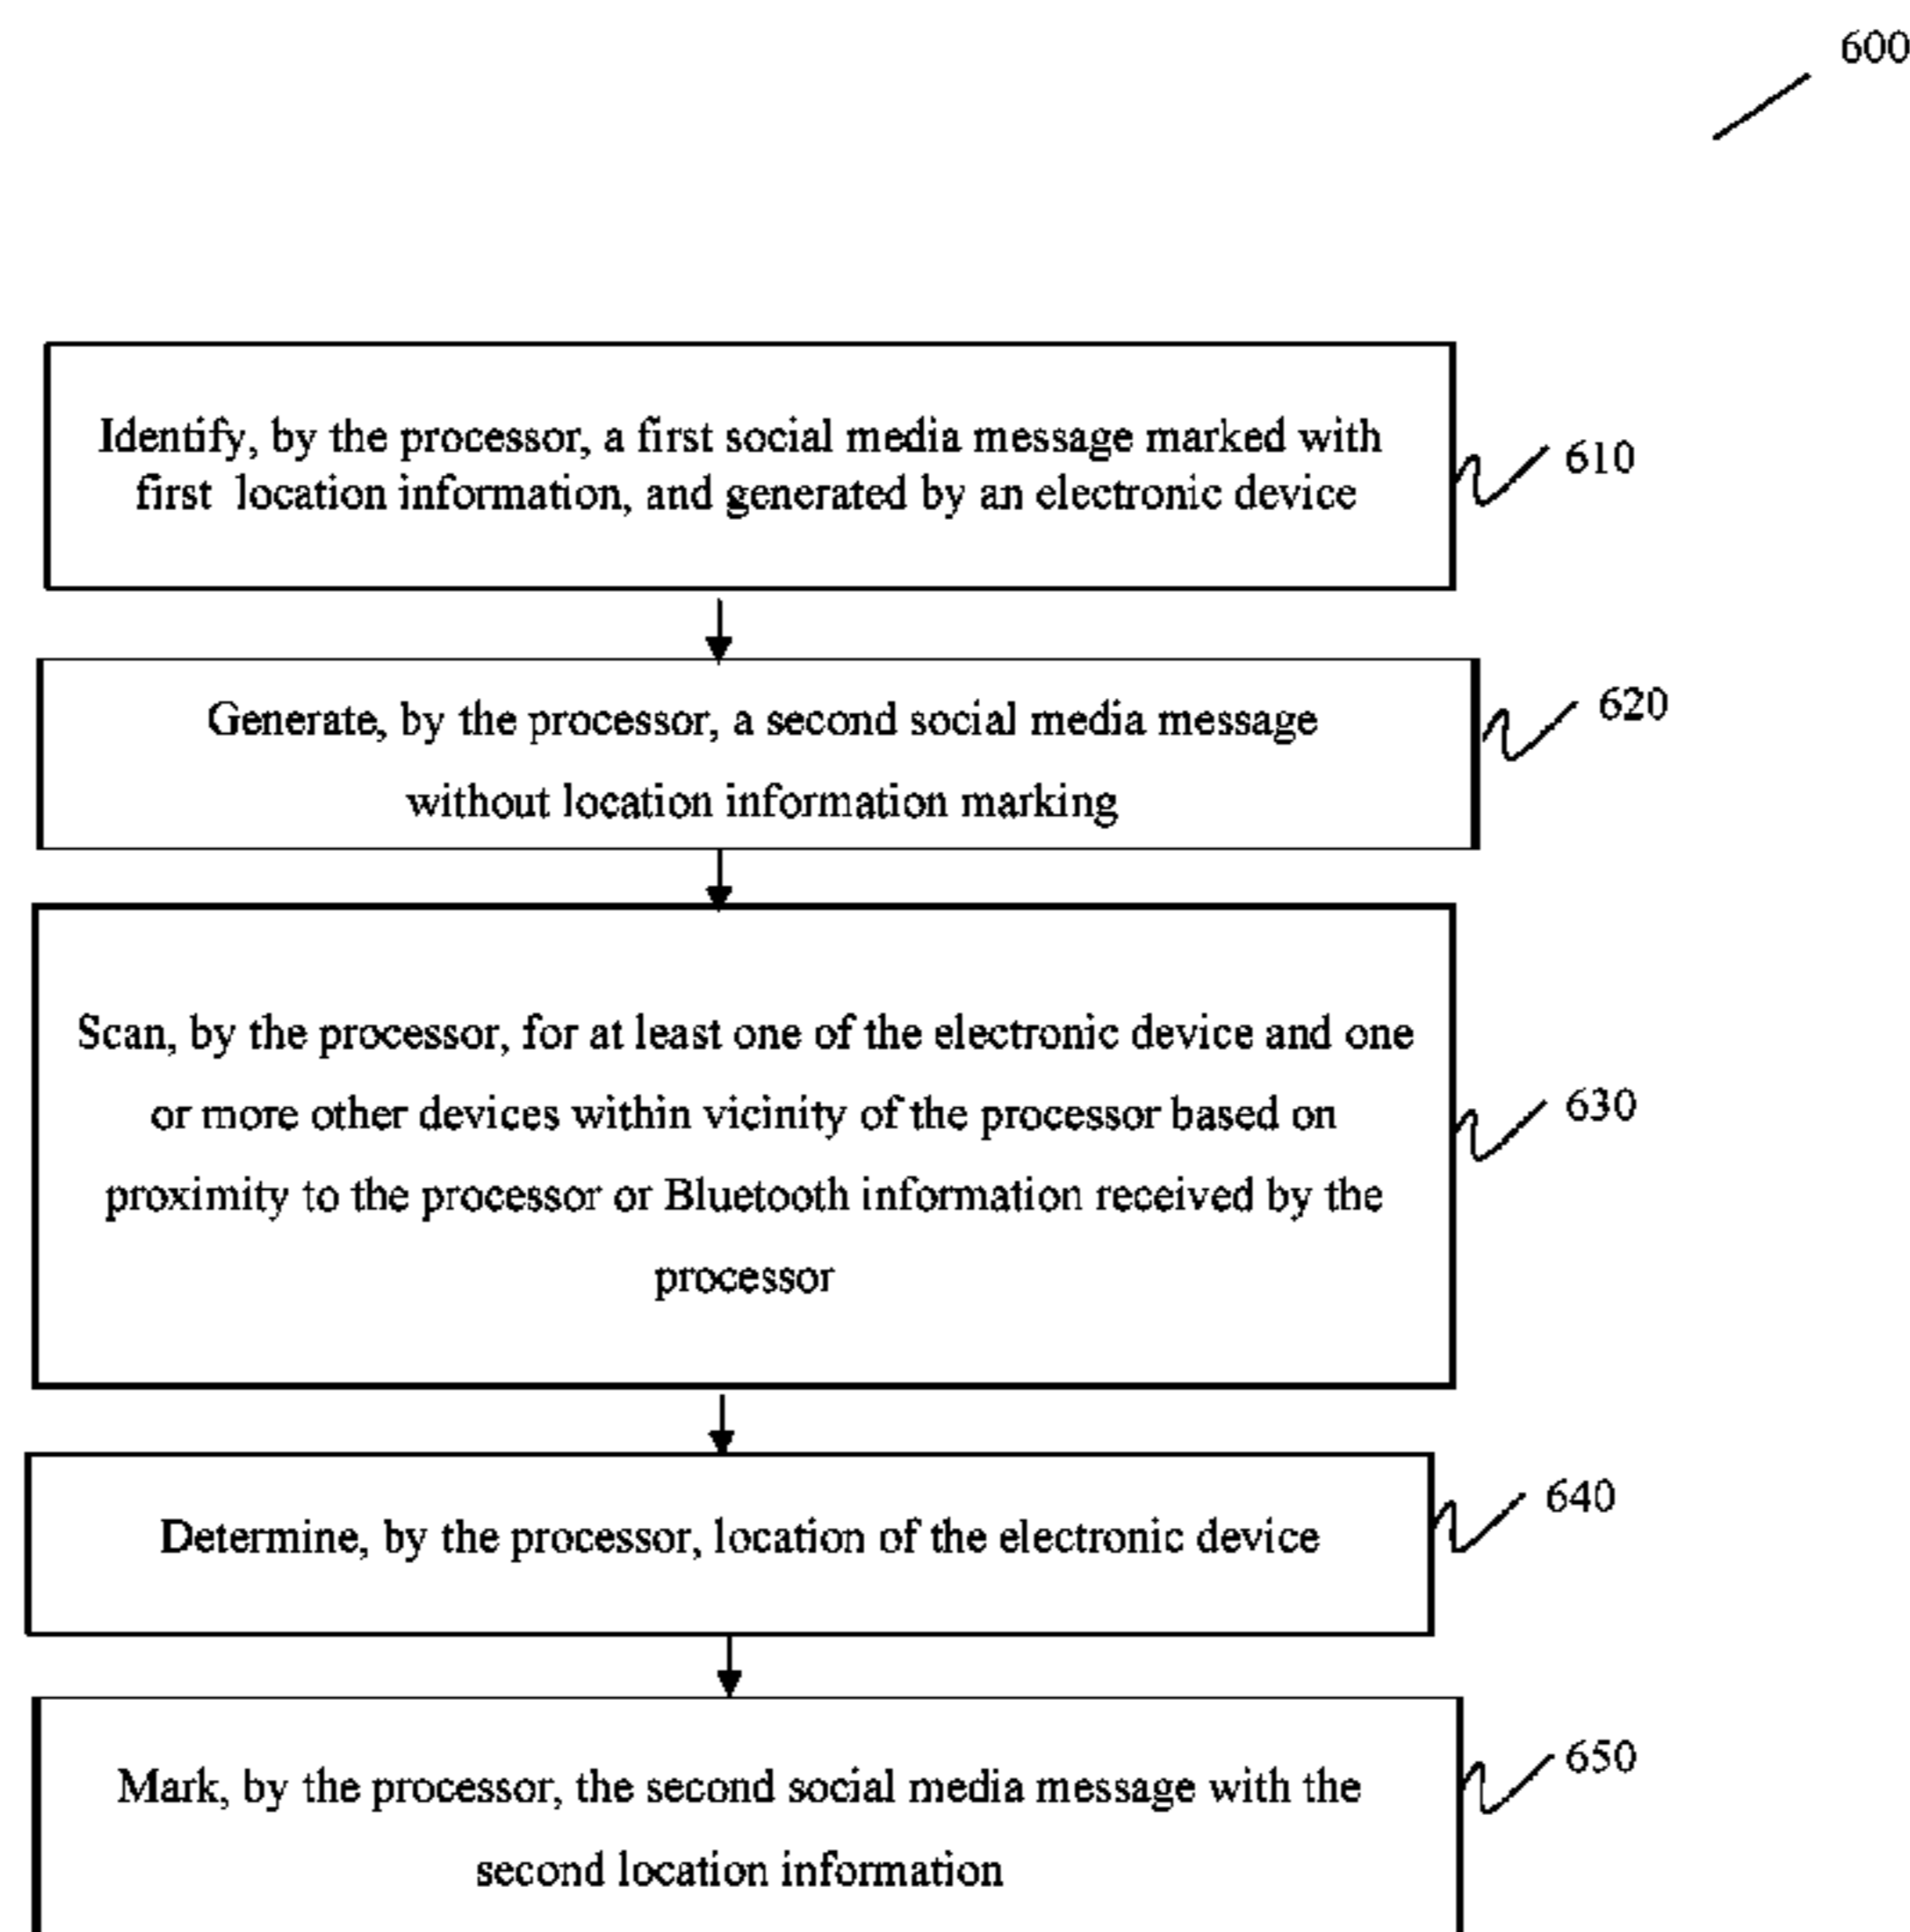 600
Identify, by the processor, a first social media message marked with
first location information, and generated by an electronic device
610
Generate, by the processor, a second social media message
without location information marking
620
Scan, by the processor, for at least one of the electronic device and one
or more other devices within vicinity of the processor based on
proximity to the processor or Bluetooth information received by the
processor
630
Determine, by the processor, location of the electronic device
640
Mark, by the processor, the second social media message with the
second location information
650